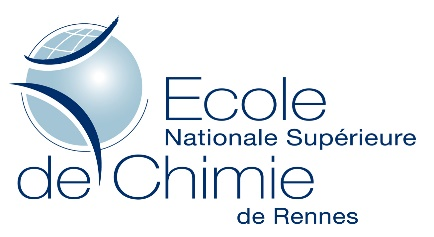 Ecole
Nationale Supérieure
de Chimie
de Rennes